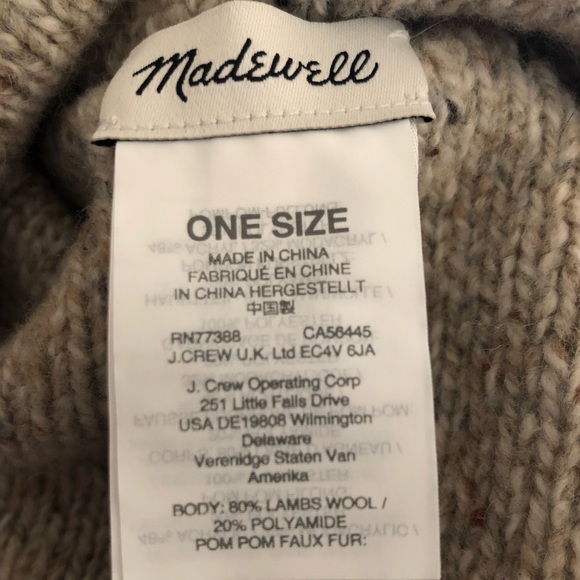 Madewell
ONE SIZE
MADE IN CHINA
FABRIQUÉ EN CHINE
IN CHINA HERGESTELLT
中国製
RN77388 CA56445
J.CREW U.K, Ltd EC4V 6JA
J. Crew Operating Corp
251 Little Falls Drive
USA DE19808 Wilmington
Delaware
Verenidge Staten Van
Amerika
BODY: 80% LAMBS WOOL /
20% POLYAMIDE
POM POM FAUX FUR: